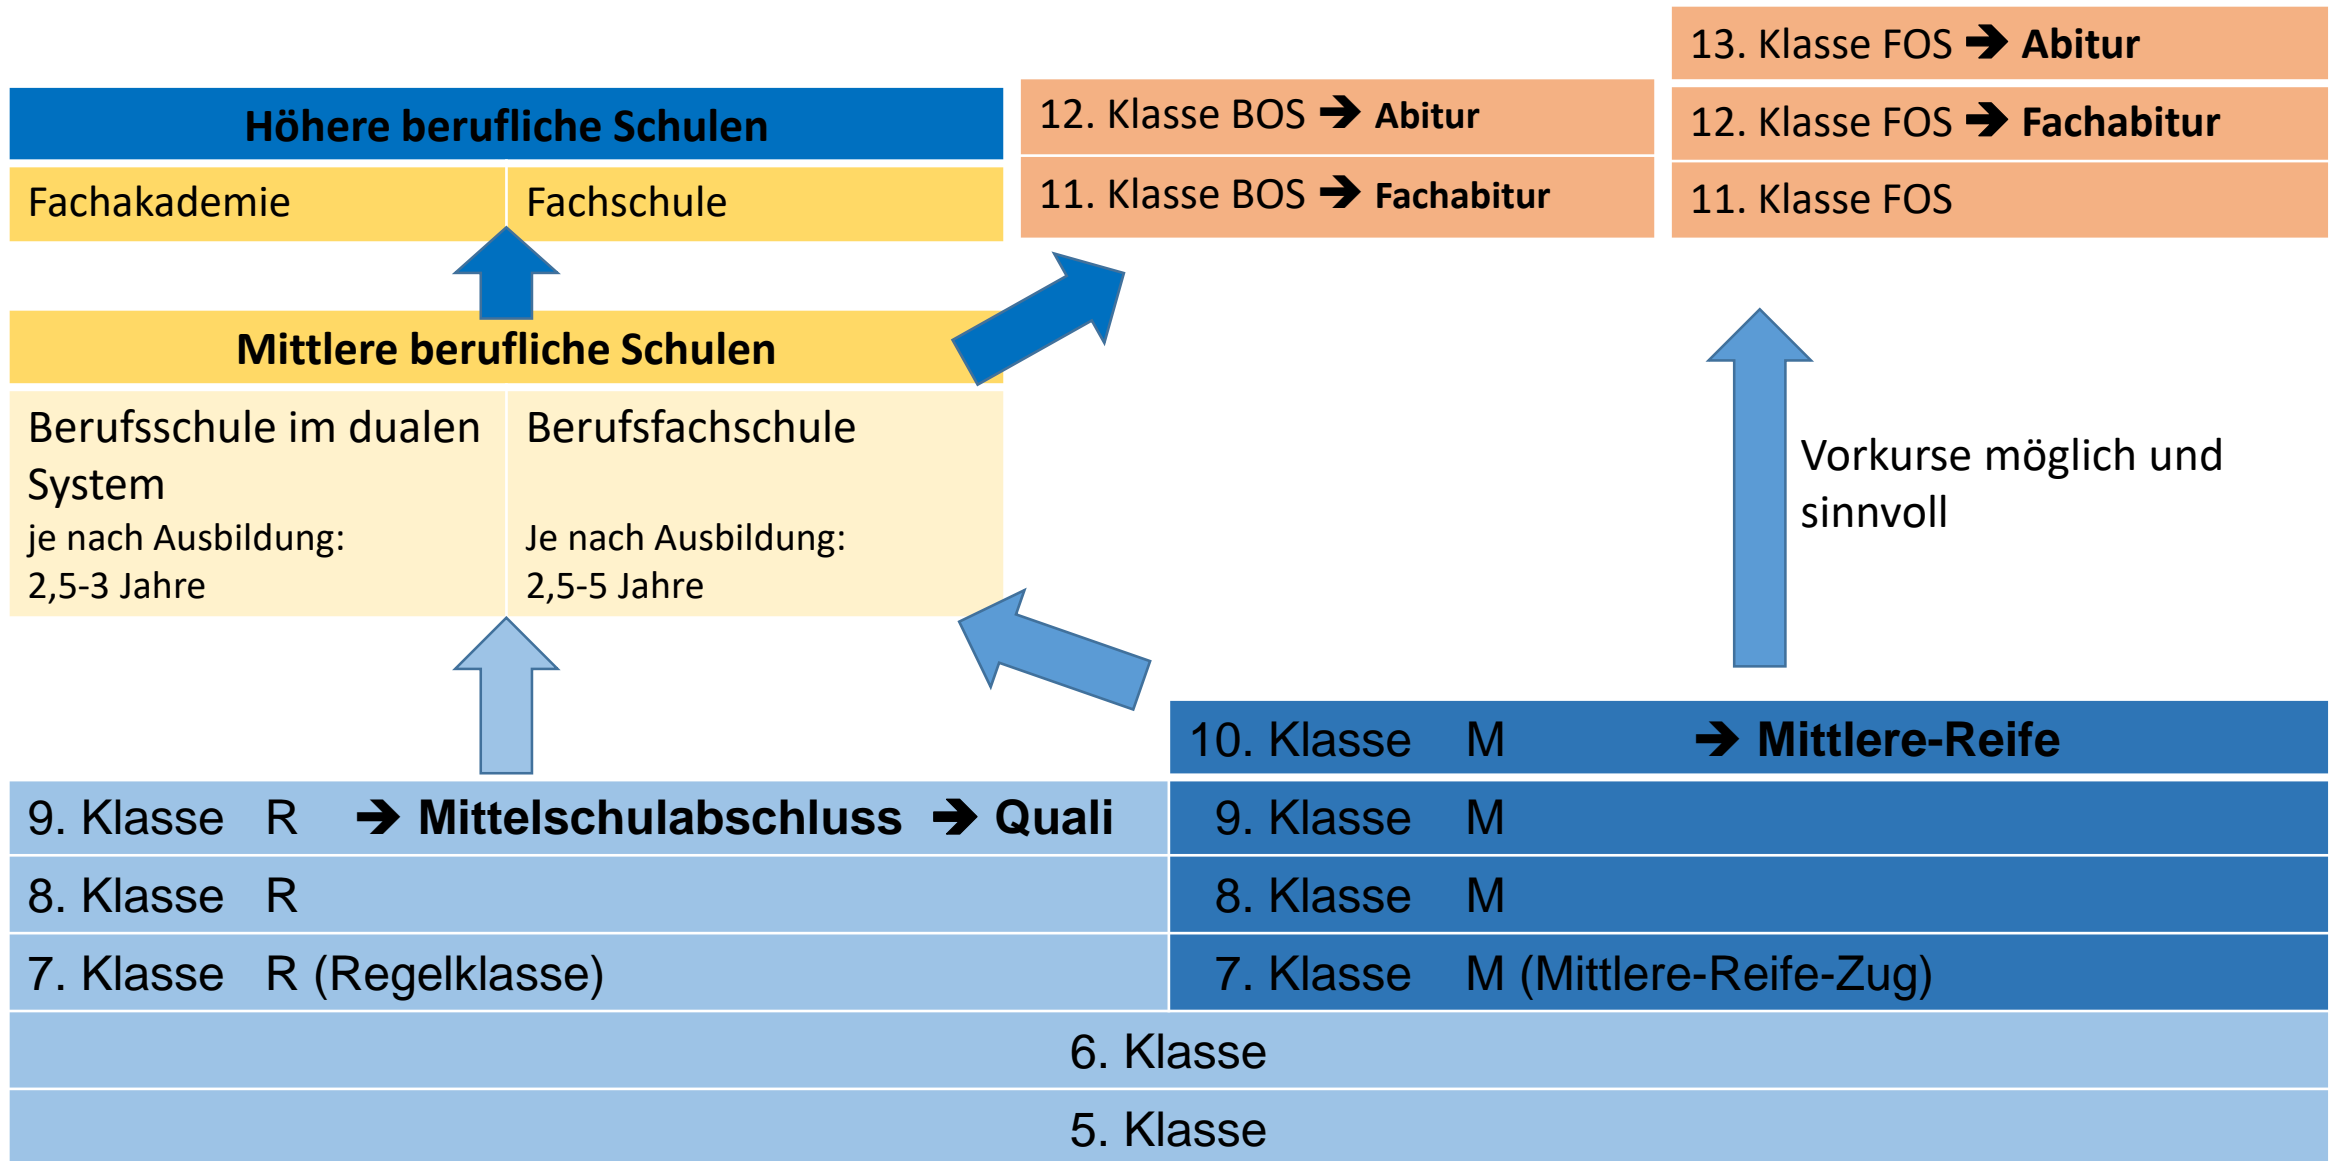 13. Klasse FOS ➔ Abitur
Höhere berufliche Schulen
12. Klasse BOS ➔ Abitur
12. Klasse FOS ➔ Fachabitur
Fachakademie
Fachschule
11. Klasse BOS ➔ Fachabitur
11. Klasse FOS
Mittlere berufliche Schulen
Berufsschule im dualen
System
je nach Ausbildung:
2,5-3 Jahre
Berufsfachschule
Je nach Ausbildung:
2,5-5 Jahre
Vorkurse möglich und
sinnvoll
10. Klasse M ➔ Mittlere-Reife
9. Klasse R ➔ Mittelschulabschluss ➔ Quali
9. Klasse M
8. Klasse R
8. Klasse M
7. Klasse R (Regelklasse)
7. Klasse M (Mittlere-Reife-Zug)
6. Klasse
5. Klasse